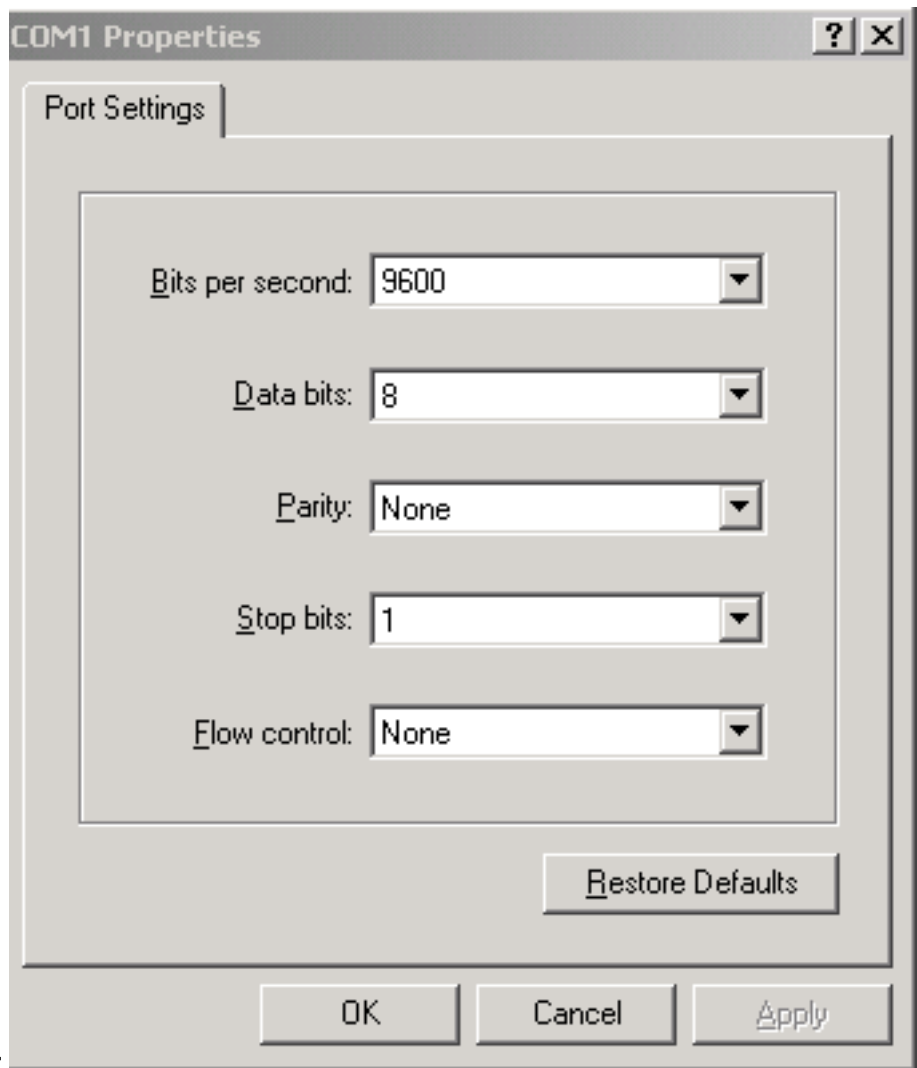 COM1 Properties
Port Settings
Bits per second: 9600
Data bits: 8
Parity: None
Stop bits: 1
Flow control: None
Restore Defaults
OK Cancel Apply